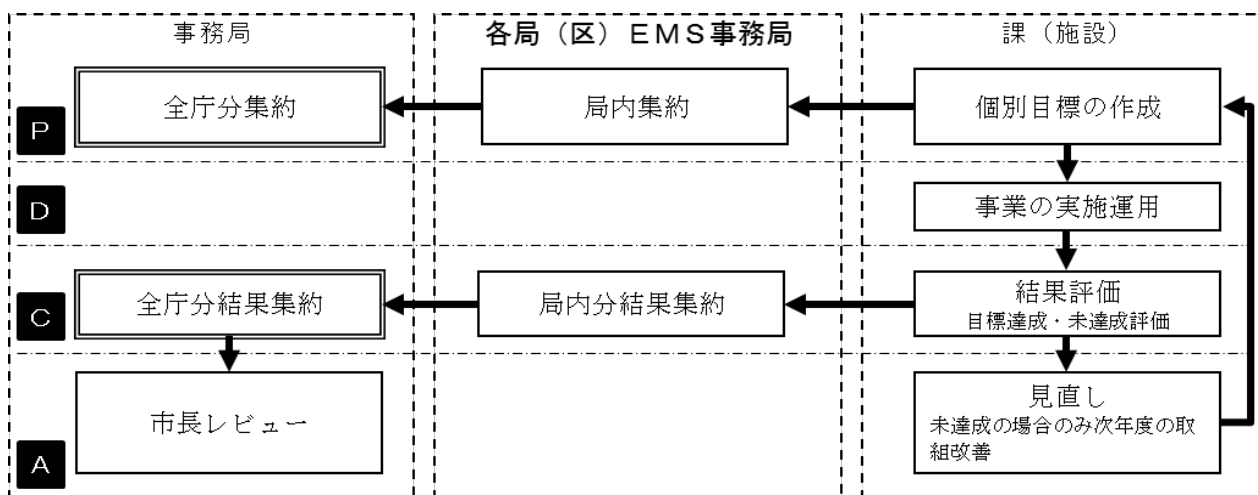 事務局
各局（区）ＥＭＳ事務局
課（施設）
P
全庁分集約
局内集約
個別目標の作成
D
事業の実施運用
C
全庁分結果集約
局内分結果集約
結果評価
目標達成・未達成評価
A
市長レビュー
見直し
未達成の場合のみ次年度の取
組改善